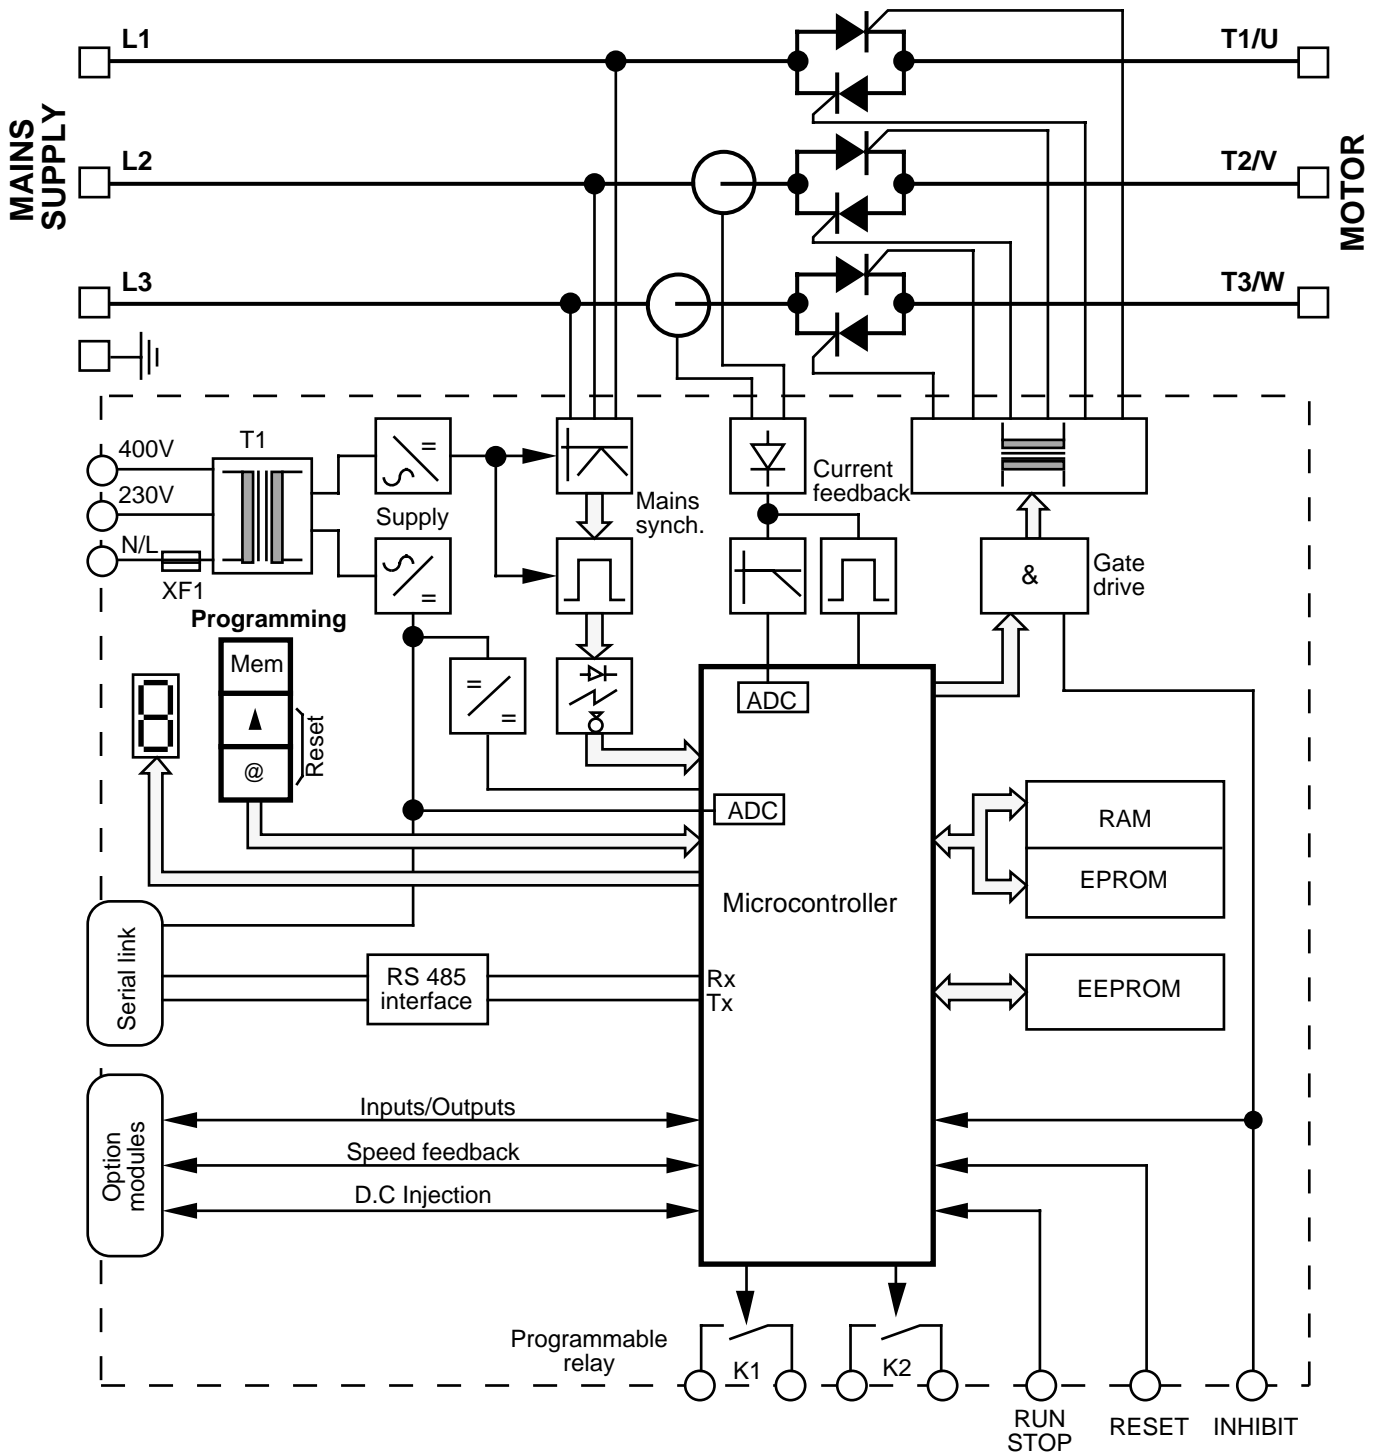 L1
T1/U
MAINS
SUPPLY
L2
T2/V
MOTOR
L3
T3/W
400V
T1
230V
Supply
N/L
XF1
=
=
Mains
synch.
Current
feedback
&
Gate
drive
Programming
Mem
@
Reset
=
=
ADC
ADC
RAM
EPROM
Microcontroller
Serial link
RS 485
interface
Rx
Tx
EEPROM
Option
modules
Inputs/Outputs
Speed feedback
D.C Injection
Programmable
relay
K1
K2
RUN
STOP
RESET
INHIBIT